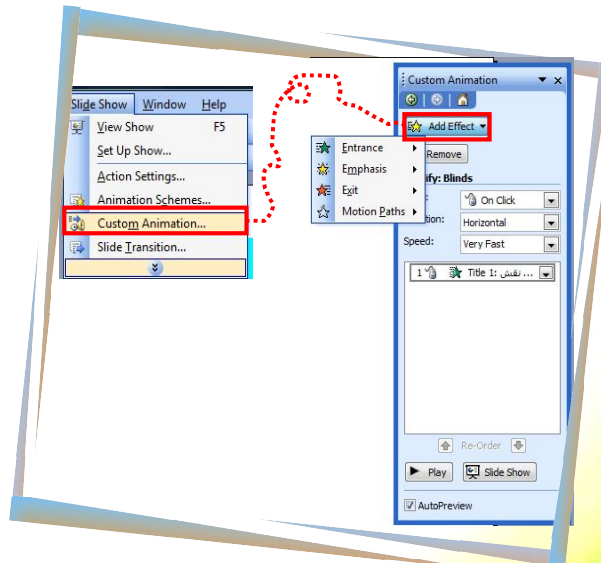 Slide Show Window Help
View Show F5
Set Up Show...
Action Settings...
Animation Schemes...
Custom Animation...
Slide Transition...
Custom Animation
Add Effect
Entrance
Emphasis
Exit
Motion Paths
Remove
ify: Blinds
On Click
tion:
Horizontal
Speed:
Very Fast
1 Title 1: نقش ...
Re-Order
Play Slide Show
AutoPreview